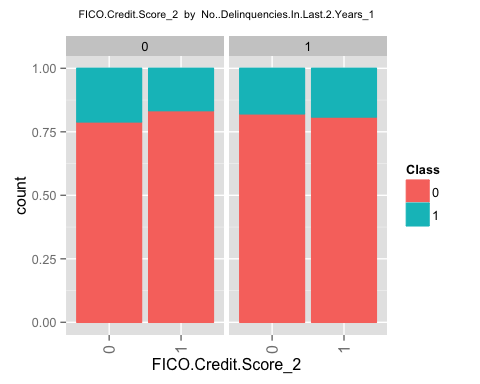 FICO.Credit.Score_2 by No..Delinquencies.In.Last.2.Years_1
0 1
1.00
0.75
0.50
0.25
0.00
count
0 1 0 1
FICO.Credit.Score_2
Class
0
1